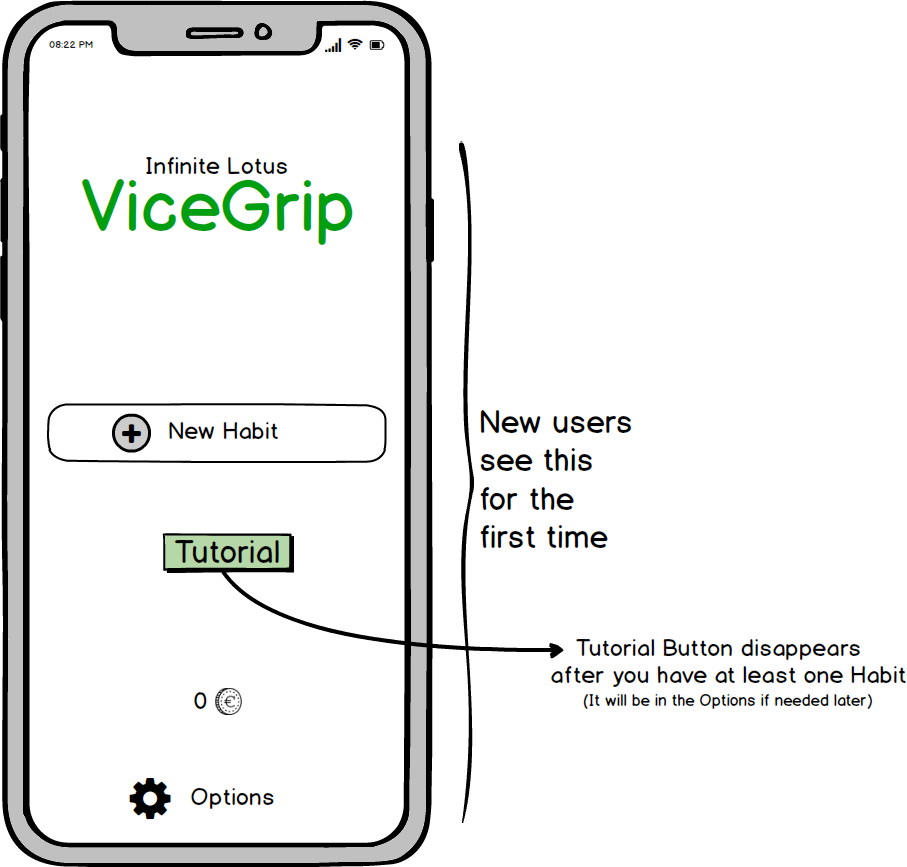 08:22 PM
Infinite Lotus
ViceGrip
New Habit
New users
see this
for the
first time
Tutorial
Tutorial Button disappears
after you have at least one Habit
(It will be in the Options if needed later)
0 €
Options